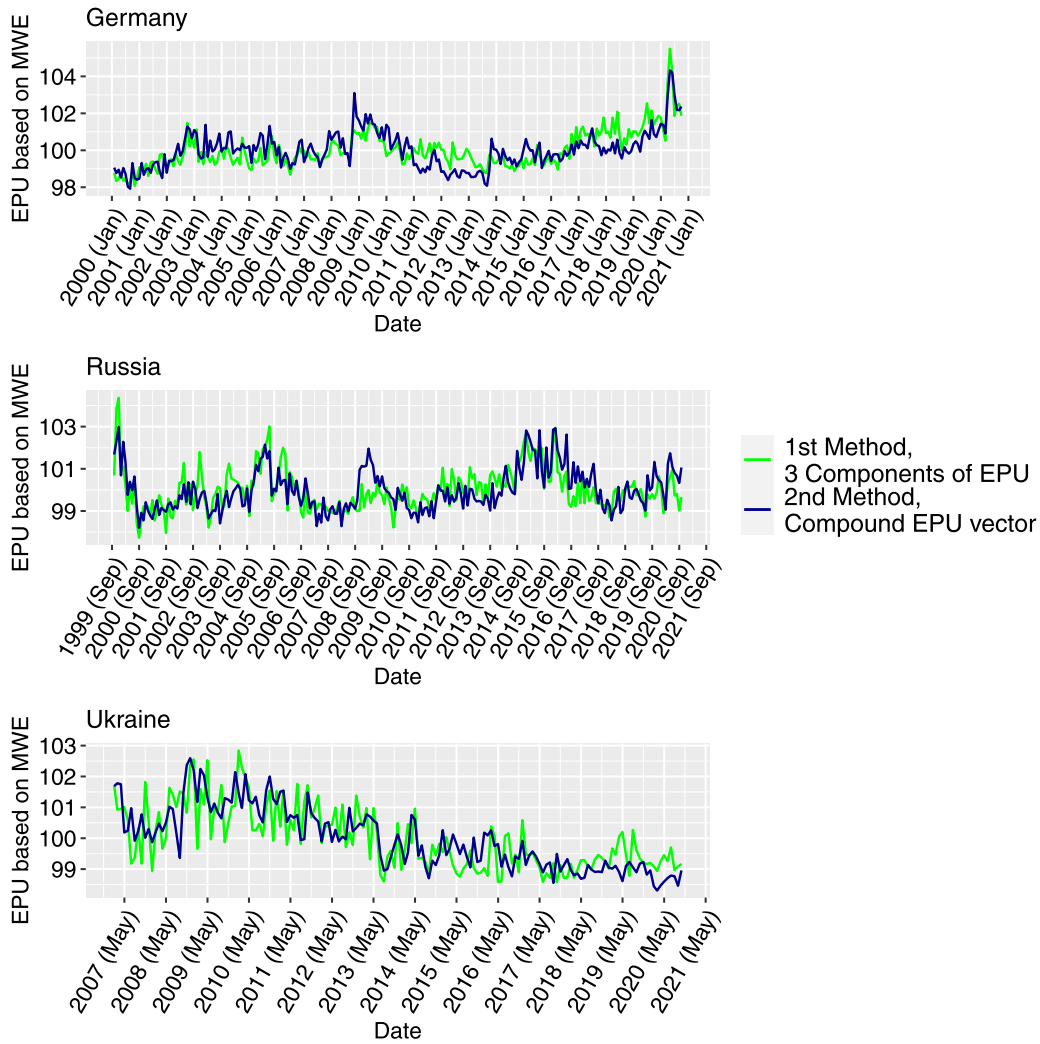 Germany
EPU based on MWE
104
102
100
98
2000 (Jan)
2001 (Jan)
2002 (Jan)
2003 (Jan)
2004 (Jan)
2005 (Jan)
2006 (Jan)
2007 (Jan)
2008 (Jan)
2009 (Jan)
2010 (Jan)
2011 (Jan)
2012 (Jan)
2013 (Jan)
2014 (Jan)
2015 (Jan)
2016 (Jan)
2017 (Jan)
2018 (Jan)
2019 (Jan)
2020 (Jan)
2021 (Jan)
Date
Russia
EPU based on MWE
103
101
99
1999 (Sep)
2000 (Sep)
2001 (Sep)
2002 (Sep)
2003 (Sep)
2004 (Sep)
2005 (Sep)
2006 (Sep)
2007 (Sep)
2008 (Sep)
2009 (Sep)
2010 (Sep)
2011 (Sep)
2012 (Sep)
2013 (Sep)
2014 (Sep)
2015 (Sep)
2016 (Sep)
2017 (Sep)
2018 (Sep)
2019 (Sep)
2020 (Sep)
2021 (Sep)
Date
1st Method,
3 Components of EPU
2nd Method,
Compound EPU vector
Ukraine
EPU based on MWE
103
102
101
100
99
2007 (May)
2008 (May)
2009 (May)
2010 (May)
2011 (May)
2012 (May)
2013 (May)
2014 (May)
2015 (May)
2016 (May)
2017 (May)
2018 (May)
2019 (May)
2020 (May)
2021 (May)
Date